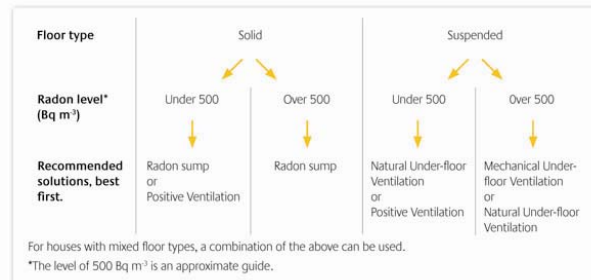 Floor type Solid Suspended
Radon level* Under 500 Over 500 Under 500 Over 500
(Bq m⁻³)
Recommended Radon sump Radon sump Natural Under-floor Mechanical Under-
solutions, best or Ventilation floor Ventilation
first. Positive Ventilation or or
Positive Ventilation Natural Under-floor
Ventilation
For houses with mixed floor types, a combination of the above can be used.
*The level of 500 Bq m⁻³ is an approximate guide.